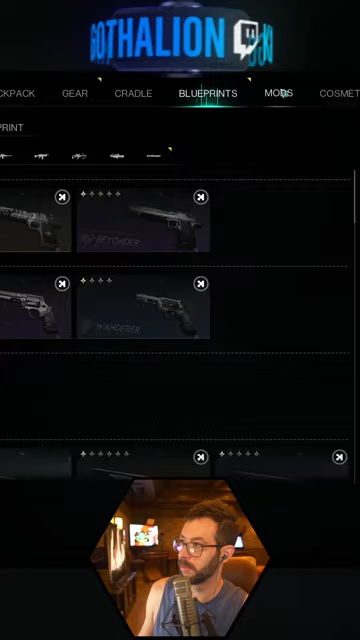 GOTHALION
CKPACK GEAR CRADLE BLUEPRINTS MODS COSMET
PRINT
BEYONDER
WANDERER